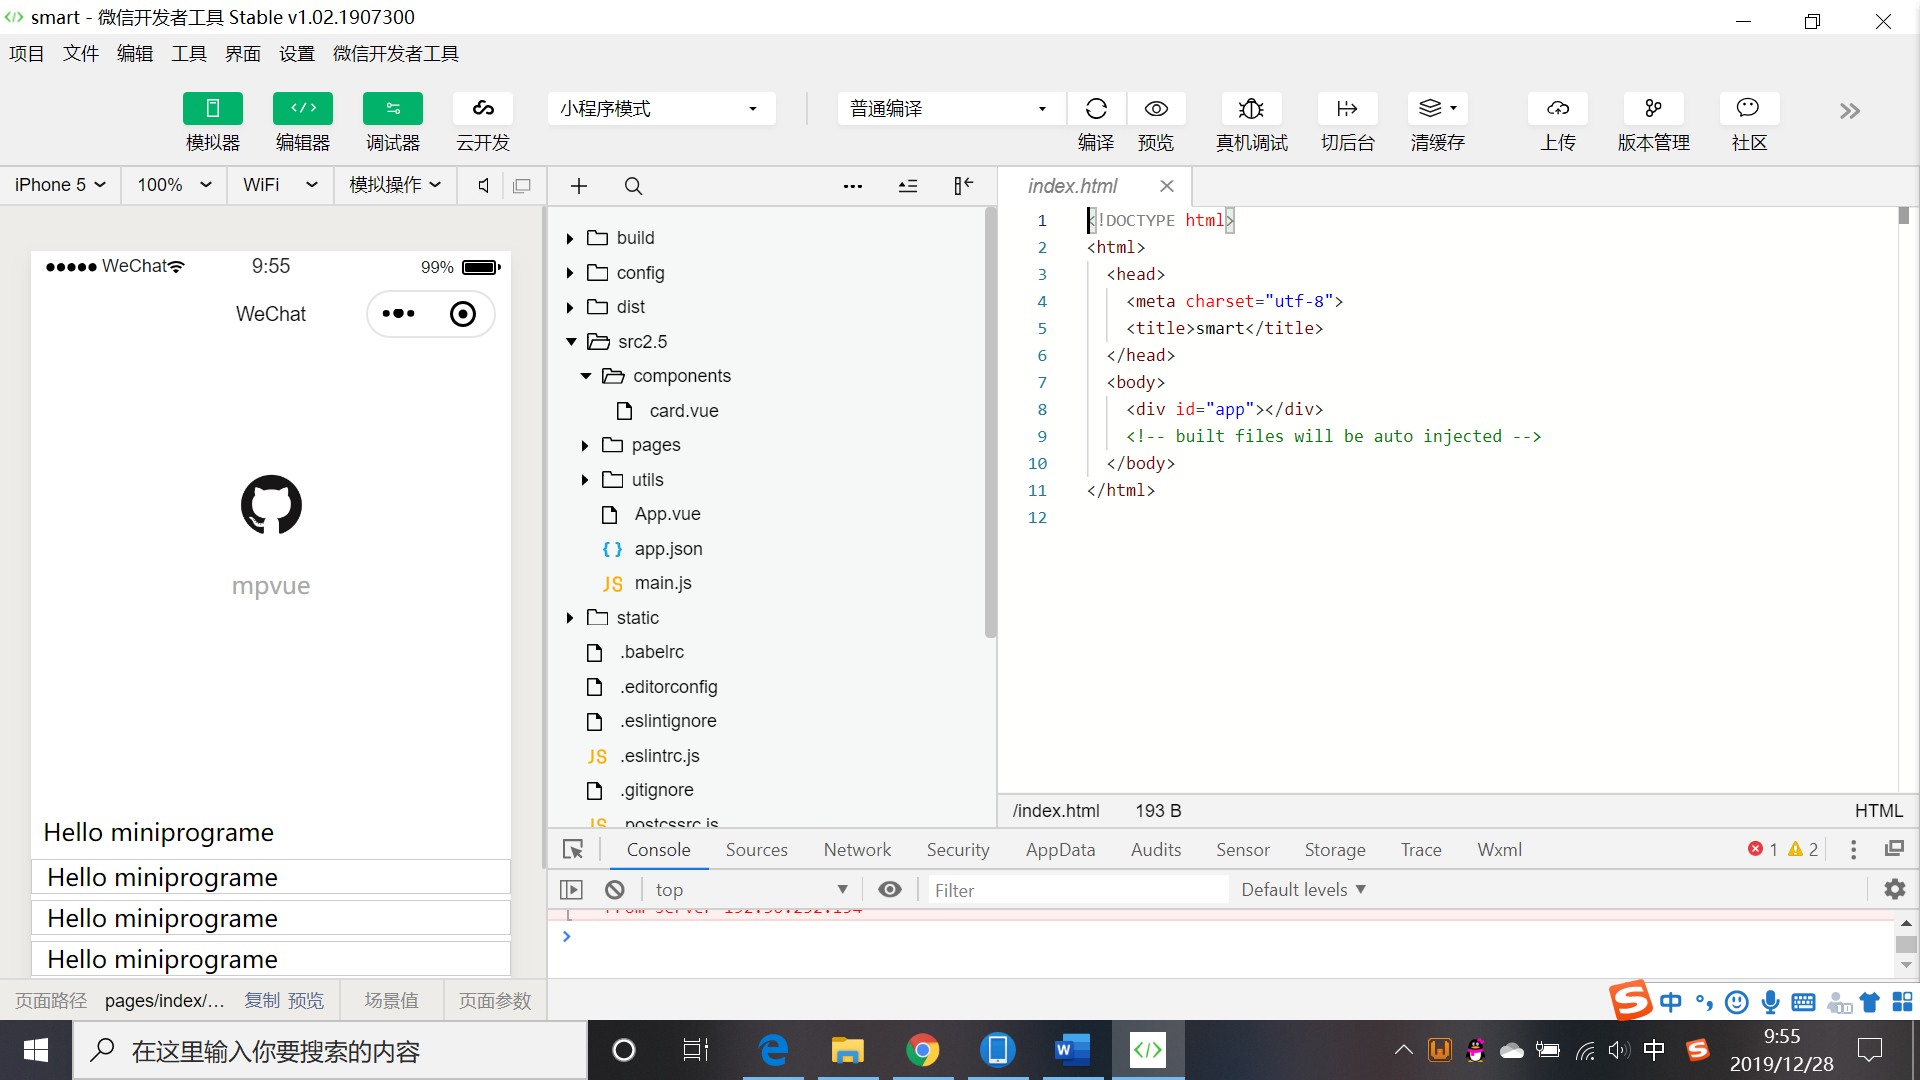 smart - 微信开发者工具 Stable v1.02.1907300
项目 文件 编辑 工具 界面 设置 微信开发者工具
小程序模式 普通编译
模拟器 编辑器 调试器 云开发 编译 预览 真机调试 切后台 清缓存 上传 版本管理 社区
iPhone 5 100% WiFi 模拟操作
index.html
WeChat 9:55 99%
WeChat
mpvue
Hello miniprograme
Hello miniprograme
Hello miniprograme
Hello miniprograme
页面路径 pages/index/... 复制 预览 场景值 页面参数
build
config
dist
src2.5
components
card.vue
pages
utils
App.vue
{ } app.json
JS main.js
static
.babelrc
.editorconfig
.eslintignore
JS .eslintrc.js
.gitignore
JS .postcssrc.js
1 <!DOCTYPE html>
2 <html>
3 <head>
4 <meta charset="utf-8">
5 <title>smart</title>
6 </head>
7 <body>
8 <div id="app"></div>
9 <!-- built files will be auto injected -->
10 </body>
11 </html>
12
/index.html 193 B HTML
Console Sources Network Security AppData Audits Sensor Storage Trace Wxml 1 2
top Filter Default levels
From server
中
在这里输入你要搜索的内容
中
9:55
2019/12/28